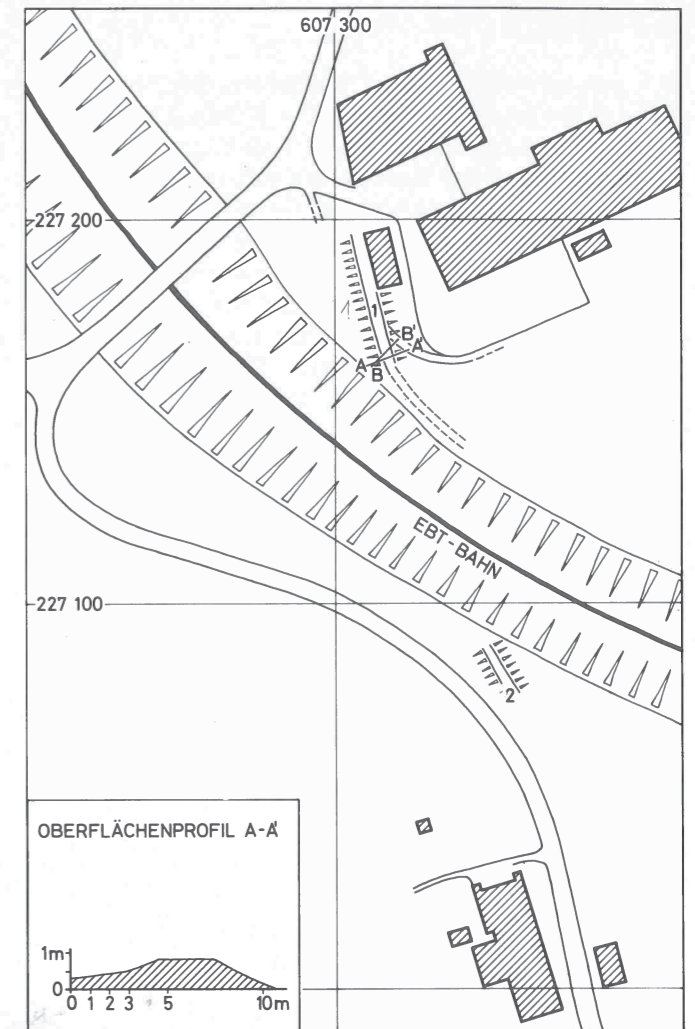 607 300
227 200
1
B'
A'
A
B
EBT-BAHN
227 100
2
OBERFLÄCHENPROFIL A-A'
1m
0
0 1 2 3 5 10m